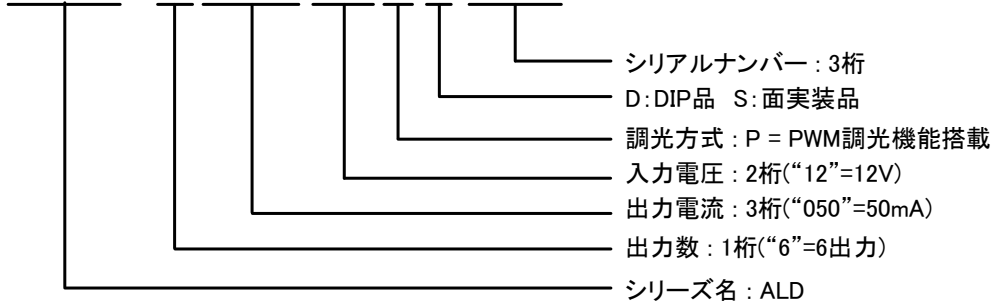 シリアルナンバー : 3桁
D:DIP品 S:面実装品
調光方式 : P = PWM調光機能搭載
入力電圧 : 2桁(“12”=12V)
出力電流 : 3桁(“050”=50mA)
出力数 : 1桁(“6”=6出力)
シリーズ名 : ALD